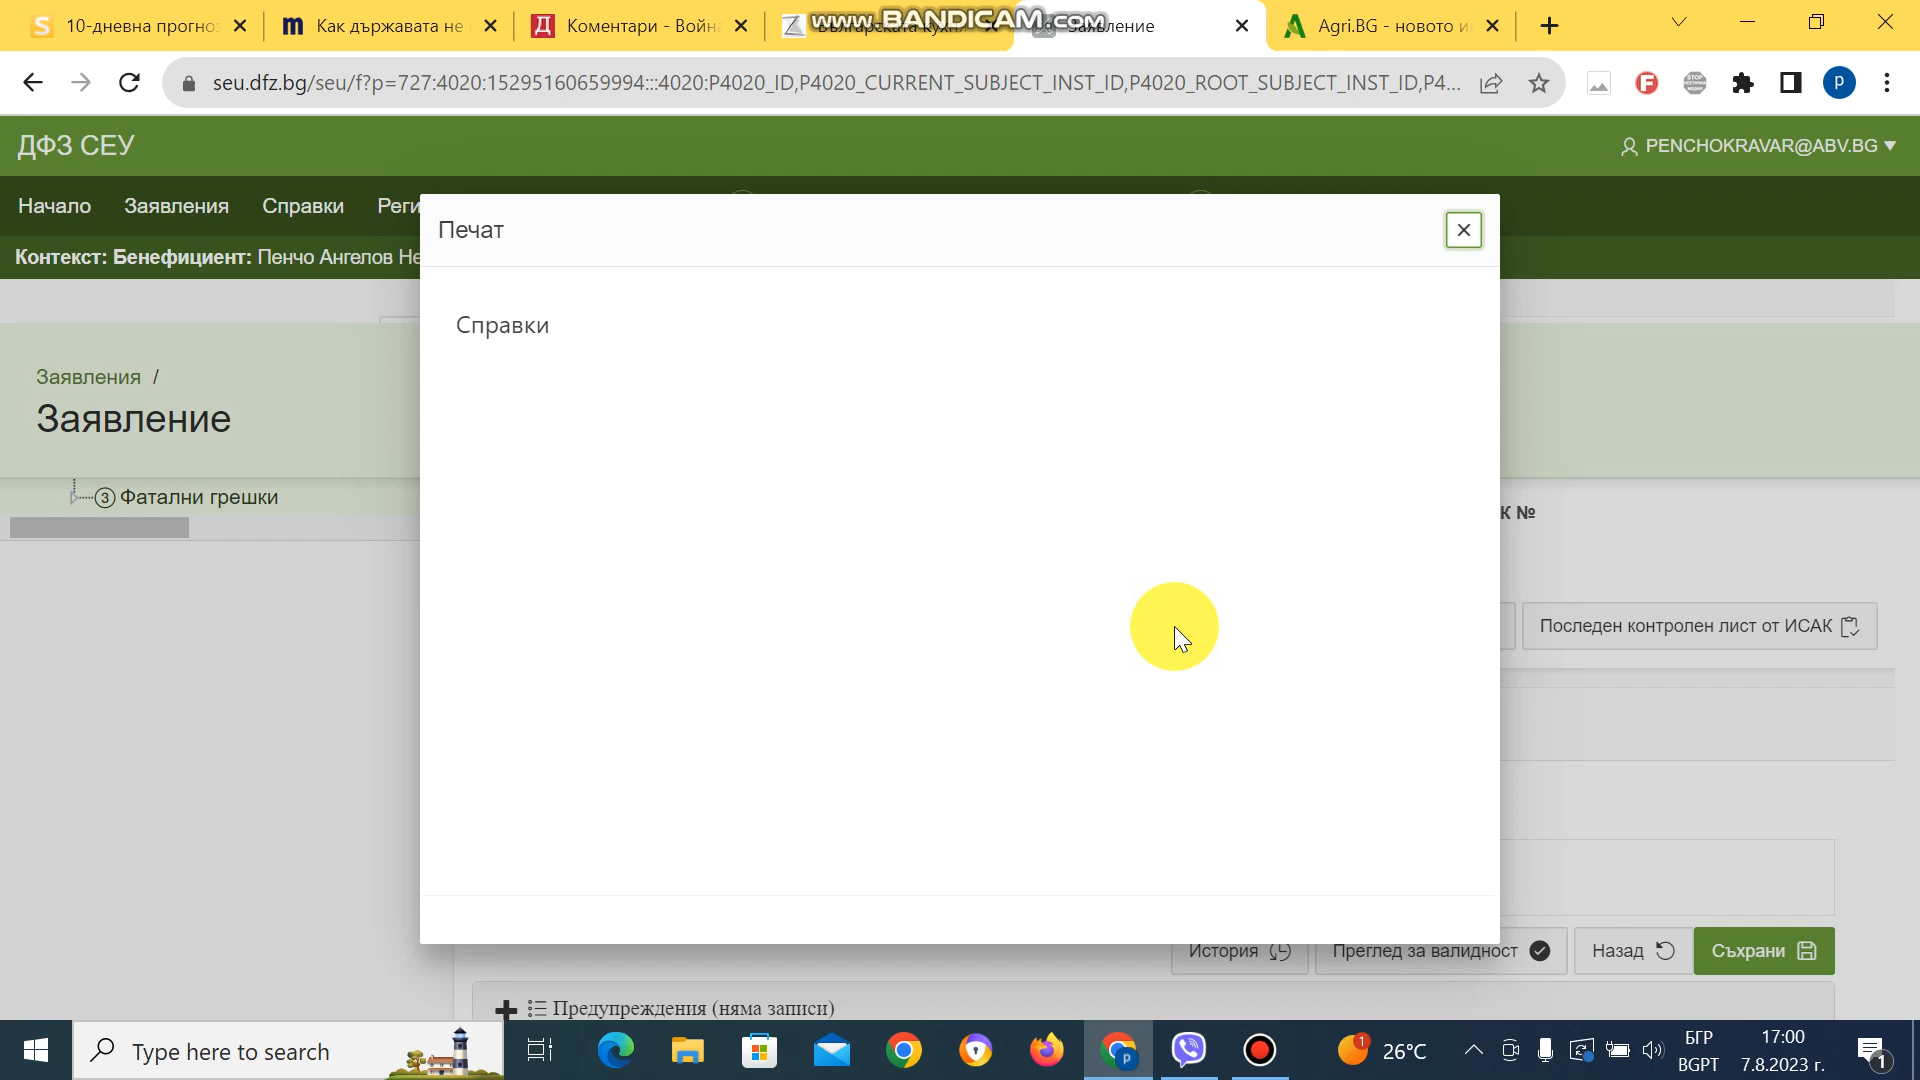 10-дневна прогноз
Как държавата не
Коментари - Войн
www.BANDICAM.com
Заявление
Agri.BG - новото и
seu.dfz.bg/seu/f?p=727:4020:15295160659994:::4020:P4020_ID,P4020_CURRENT_SUBJECT_INST_ID,P4020_ROOT_SUBJECT_INST_ID,P4...
ДФЗ СЕУ
PENCHOKRAVAR@ABV.BG
Начало Заявления Справки Реги
Контекст: Бенефициент: Пенчо Ангелов Не
Печат
Справки
Заявления /
Заявление
3 Фатални грешки
К №
Последен контролен лист от ИСАК
История
Преглед за валидност
Назад
Съхрани
Предупреждения (няма записи)
Type here to search
26°C
БГР
BGPT
17:00
7.8.2023 г.
1